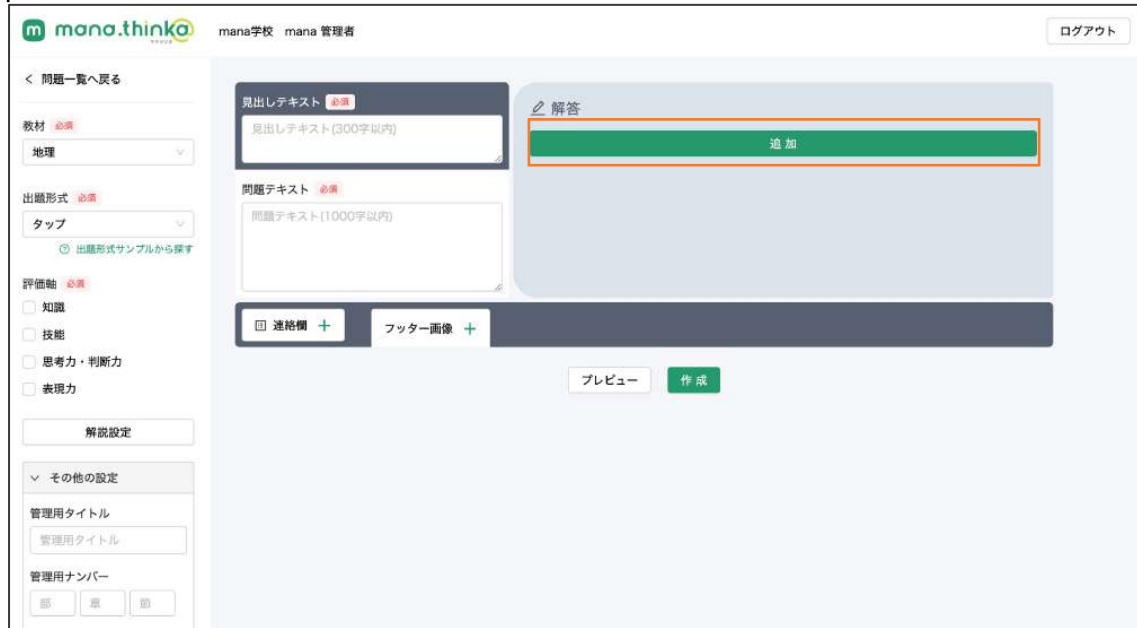 m mana.thinka
マナシンカ
mana学校 mana 管理者
ログアウト
< 問題一覧へ戻る
教材 必須
地理
出題形式 必須
タップ
出題形式サンプルから探す
評価軸 必須
知識
技能
思考力・判断力
表現力
解説設定
その他の設定
管理用タイトル
管理用タイトル
管理用ナンバー
部 章 節
見出しテキスト 必須
見出しテキスト(300字以内)
問題テキスト 必須
問題テキスト(1000字以内)
解答
追加
連絡欄 +
フッター画像 +
プレビュー 作成